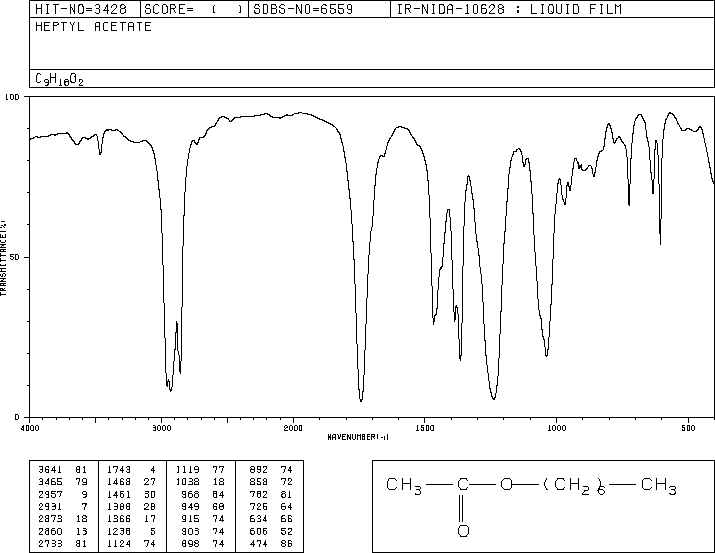 HIT-NO=3428 SCORE= ( ) SDBS-NO=6559 IR-NIDA-10628 : LIQUID FILM
HEPTYL ACETATE
C9H18O2
100
50
0
TRANSMITTANCE(%)
4000 3000 2000 1500 1000 500
WAVENUMBER(-1)
3641 81 1743 4 1119 77 892 74
3465 79 1468 27 1038 18 858 72
2957 9 1461 30 968 64 782 81
2931 7 1388 28 949 68 726 64
2873 18 1366 17 915 74 634 66
2860 13 1238 5 903 74 606 52
2733 81 1124 74 898 74 474 86
CH3 — C — O — (CH2)6 — CH3
O